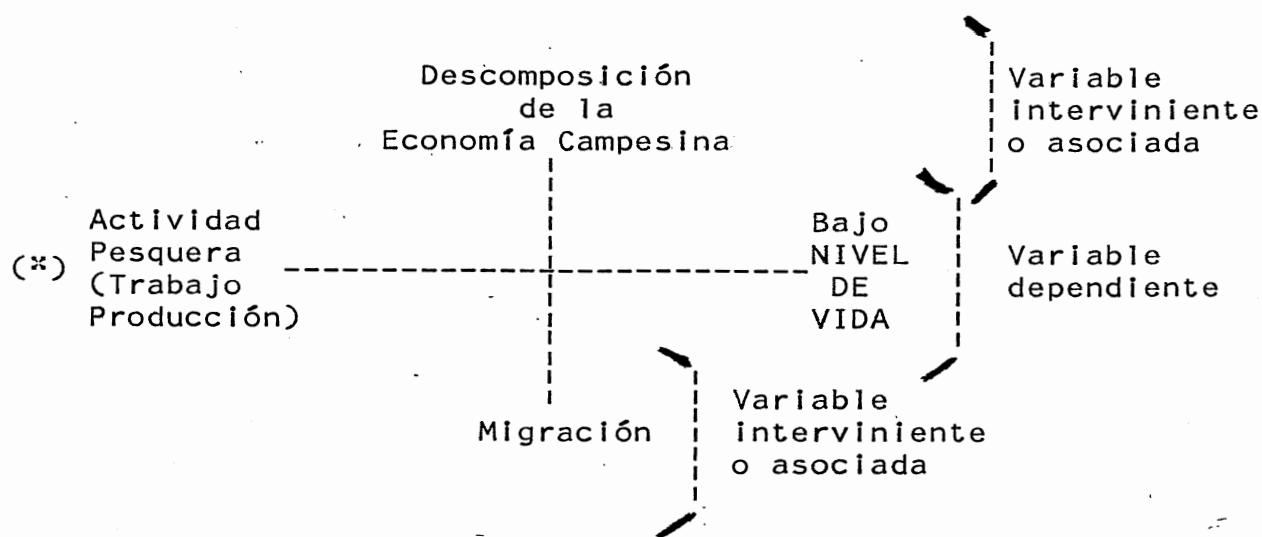 Descomposición
de la
Economía Campesina
Variable
interviniente
o asociada
(*) Actividad
Pesquera
(Trabajo
Producción)
Bajo
NIVEL
DE
VIDA
Variable
dependiente
Migración
Variable
interviniente
o asociada